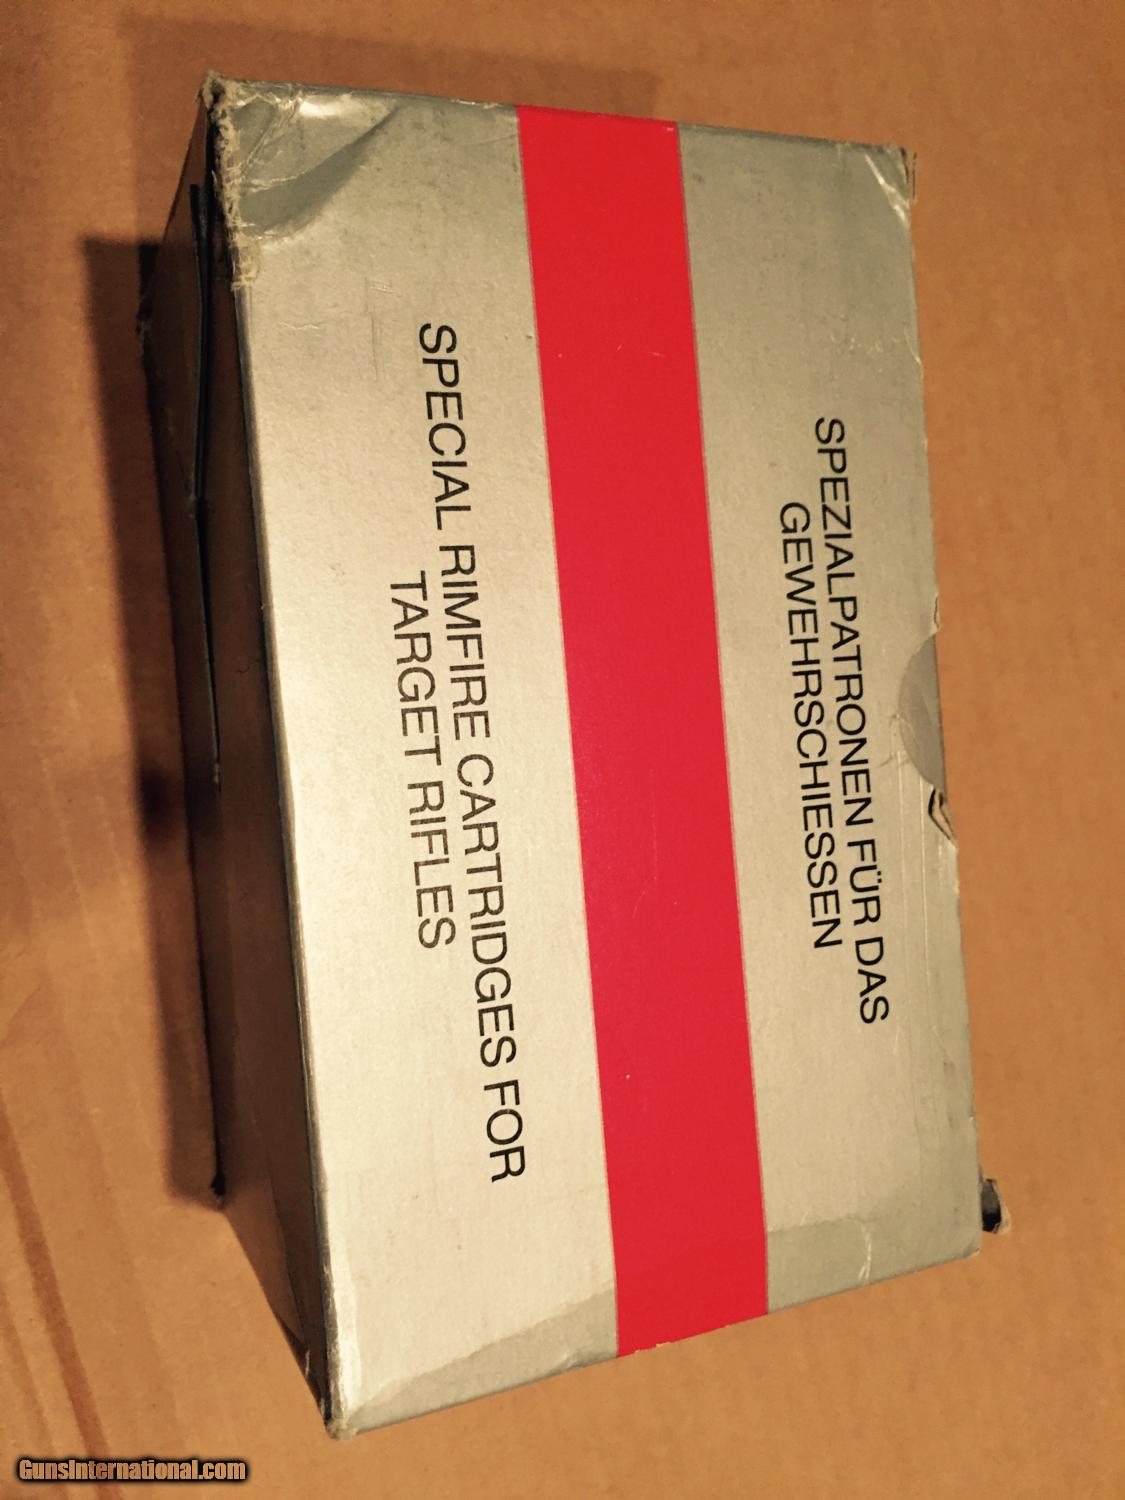 SPEZIALPATRONEN FÜR DAS
GEWEHRSCHIESSEN
SPECIAL RIMFIRE CARTRIDGES FOR
TARGET RIFLES
GunsInternational.com